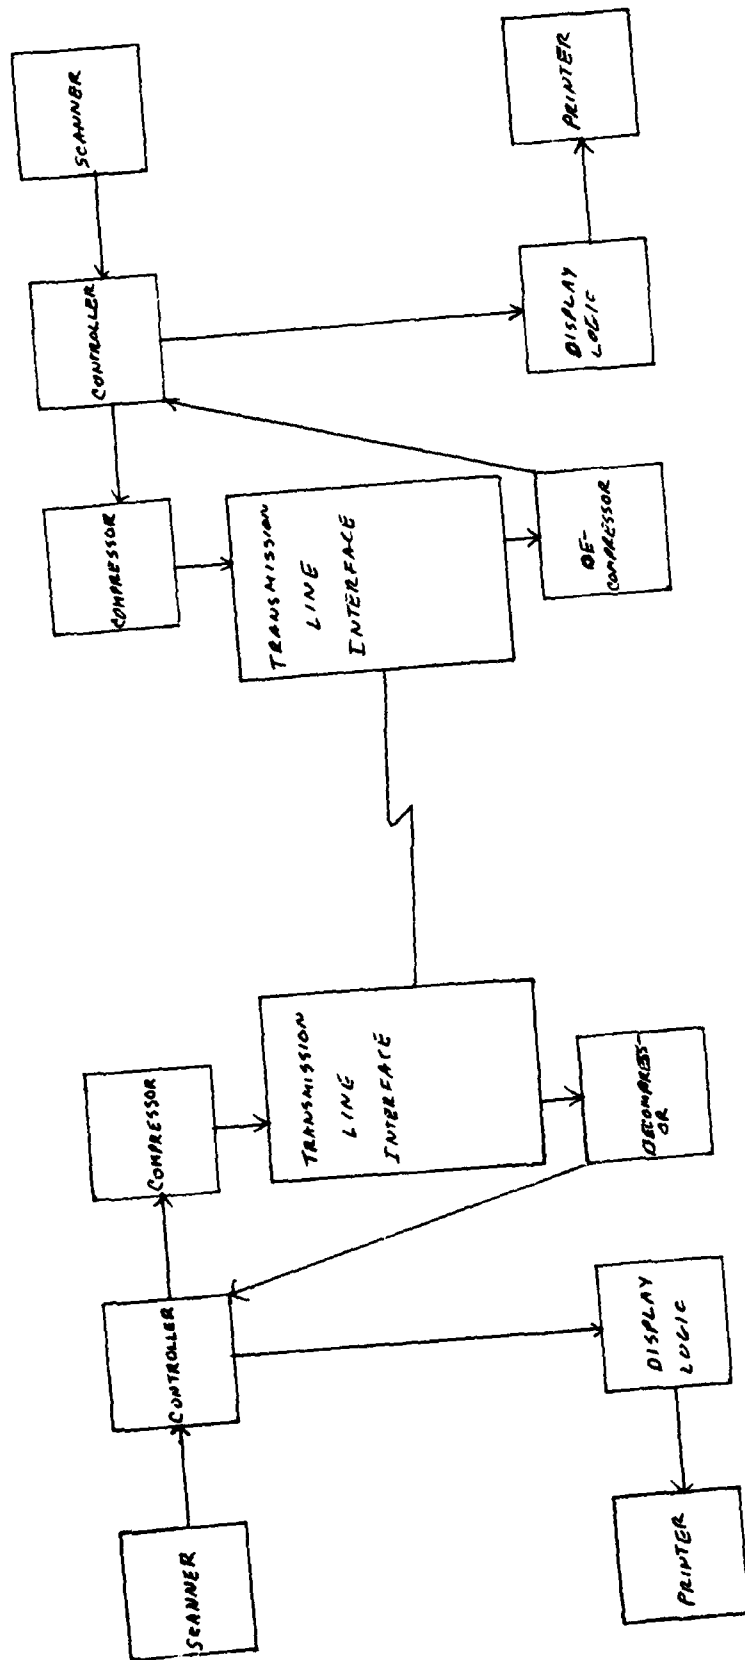 SCANNER
CONTROLLER
COMPRESSOR
TRANSMISSION
LINE
INTERFACE
DECOMPRESS-
OR
DISPLAY
LOGIC
PRINTER
COMPRESSOR
CONTROLLER
SCANNER
TRANSMISSION
LINE
INTERFACE
DE-
COMPRESSOR
DISPLAY
LOGIC
PRINTER